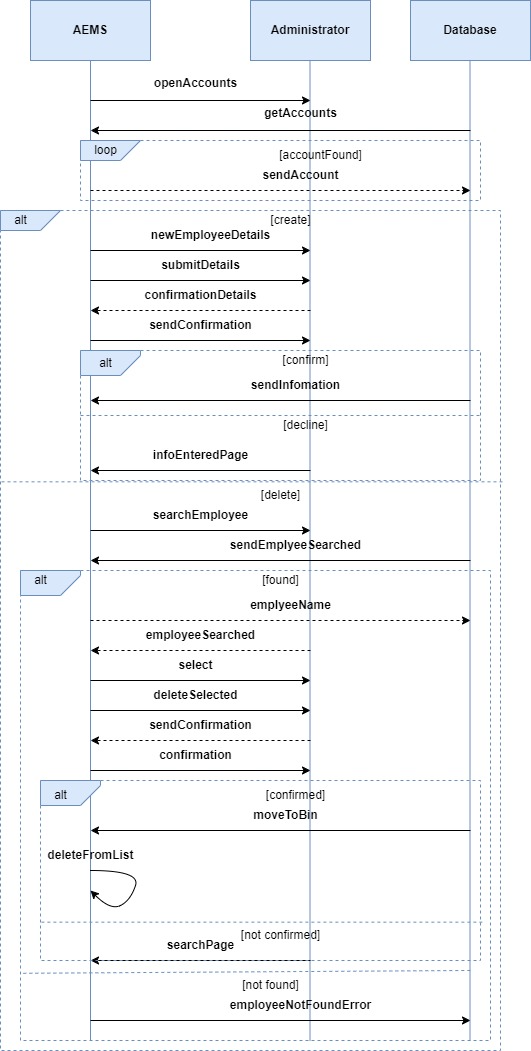 AEMS
Administrator
Database
openAccounts
getAccounts
loop
[accountFound]
sendAccount
alt
[create]
newEmployeeDetails
submitDetails
confirmationDetails
sendConfirmation
alt
[confirm]
sendInfomation
[decline]
infoEnteredPage
[delete]
searchEmployee
sendEmplyeeSearched
alt
[found]
emplyeeName
employeeSearched
select
deleteSelected
sendConfirmation
confirmation
alt
[confirmed]
moveToBin
deleteFromList
[not confirmed]
searchPage
[not found]
employeeNotFoundError